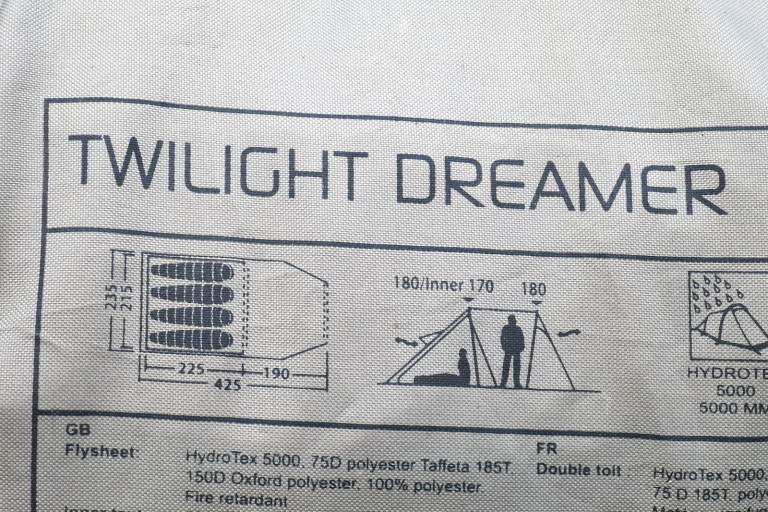 TWILIGHT DREAMER
235
215
225
190
425
180/Inner 170
180
HYDROTE
5000
5000 MM
GB
Flysheet:
HydroTex 5000, 75D polyester Taffeta 185T.
150D Oxford polyester, 100% polyester.
Fire retardant
FR
Double toit :
HydroTex 5000,
75 D 185T, poly